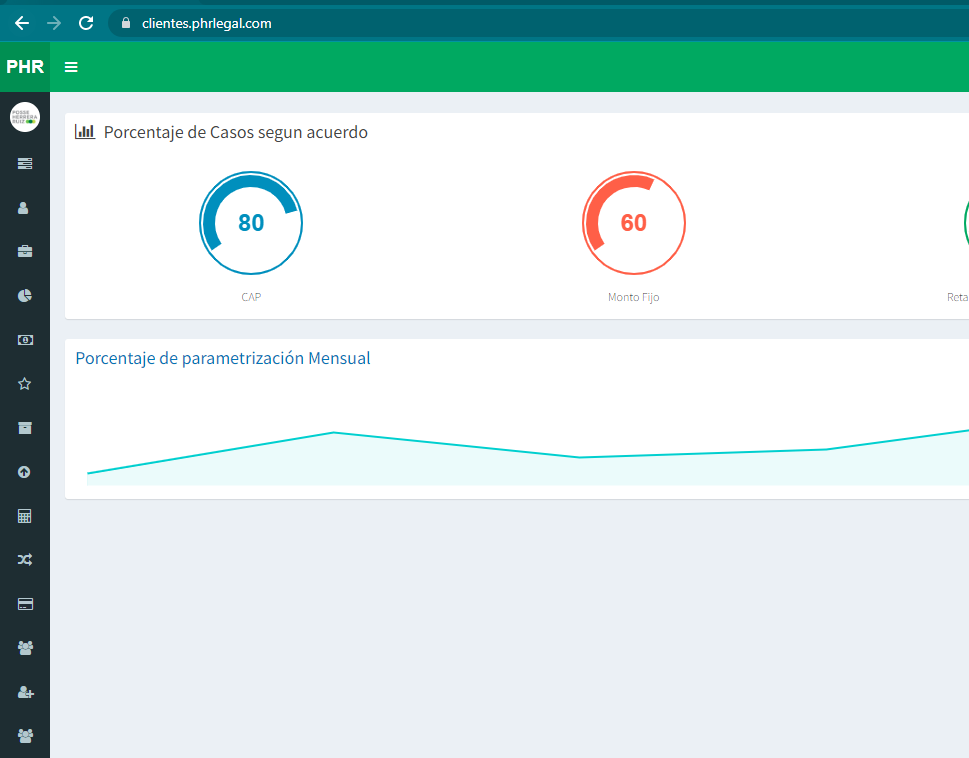 clientes.phrlegal.com
PHR
POSSE
HERRERA
RUIZ
Porcentaje de Casos segun acuerdo
80
60
CAP
Monto Fijo
Reta
Porcentaje de parametrización Mensual